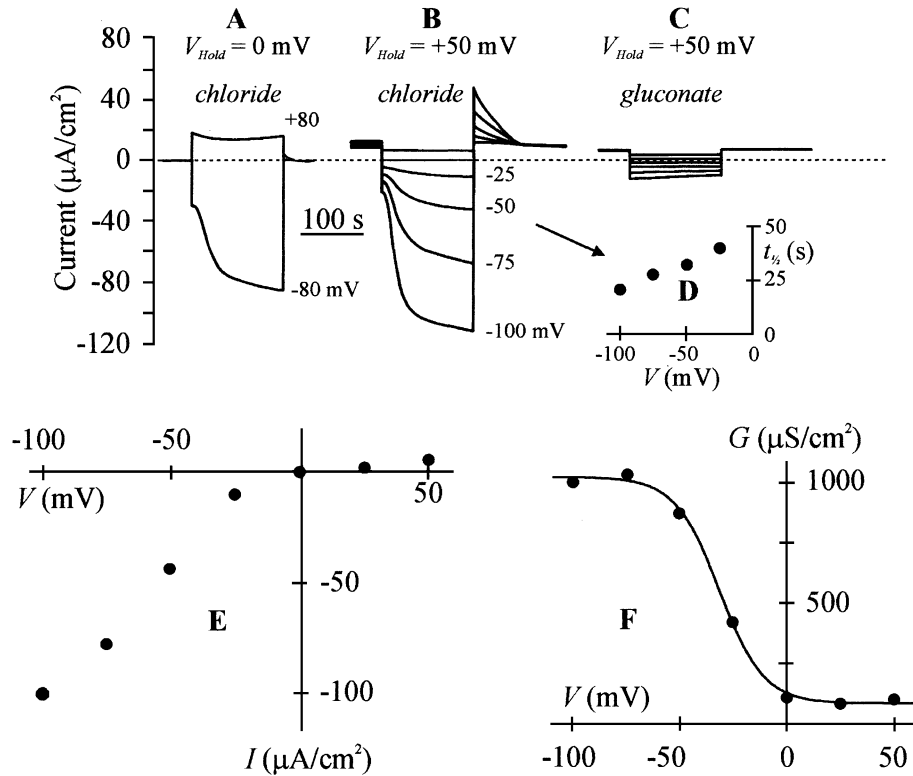 A B C
V_Hold = 0 mV V_Hold = +50 mV V_Hold = +50 mV
chloride chloride gluconate
Current (µA/cm²)
80
40
0
-40
-80
-120
+80
-80 mV
100 s
-25
-50
-75
-100 mV
50
t½ (s)
25
D
0
-100 -50 0
V (mV)
-100 -50
V (mV) 50
-50
E
-100
I (µA/cm²)
G (µS/cm²)
1000
500
F
V (mV)
-100 -50 0 50